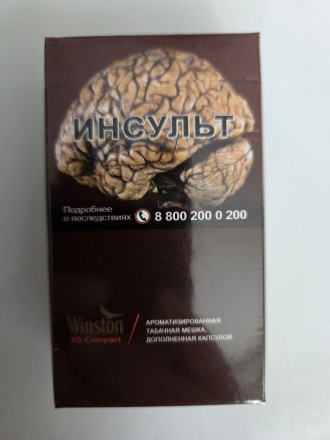 ИНСУЛЬТ
Подробнее
о последствиях 8 800 200 0 200
Winston
XS Compact
АРОМАТИЗИРОВАННАЯ
ТАБАЧНАЯ МЕШКА,
ДОПОЛНЕННАЯ КАПСУЛОЙ